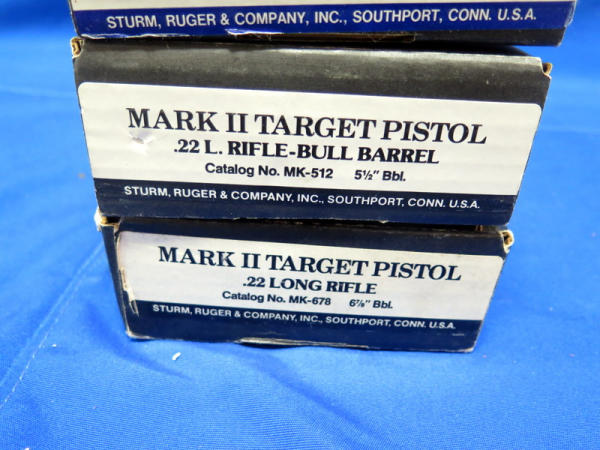 STURM, RUGER & COMPANY, INC., SOUTHPORT, CONN. U.S.A.
MARK II TARGET PISTOL
.22 L. RIFLE-BULL BARREL
Catalog No. MK-512 5½" Bbl.
STURM, RUGER & COMPANY, INC., SOUTHPORT, CONN. U.S.A.
MARK II TARGET PISTOL
.22 LONG RIFLE
Catalog No. MK-678 6⅞" Bbl.
STURM, RUGER & COMPANY, INC., SOUTHPORT, CONN. U.S.A.